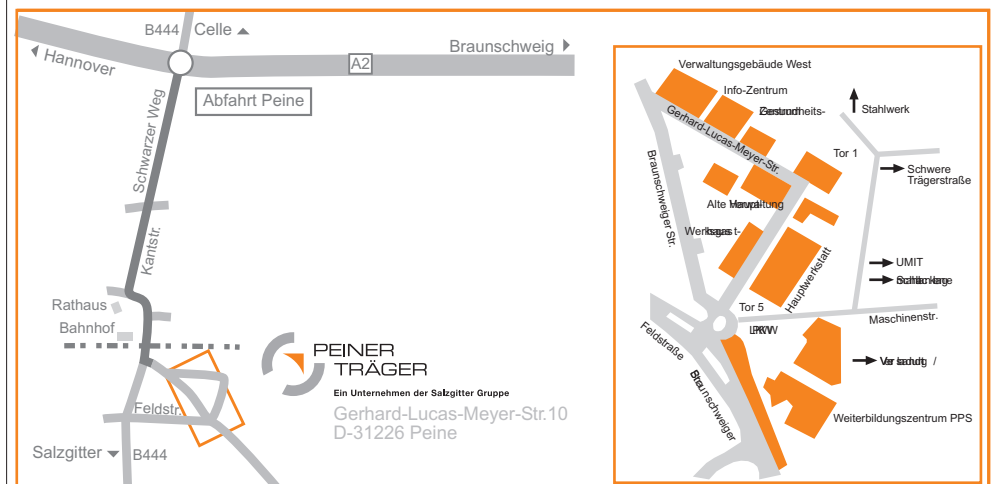 B444
Celle
Hannover
Braunschweig
A2
Abfahrt Peine
Schwarzer Weg
Kantstr.
Rathaus
Bahnhof
Feldstr.
Salzgitter
B444
PEINER
TRÄGER
Ein Unternehmen der Salzgitter Gruppe
Gerhard-Lucas-Meyer-Str.10
D-31226 Peine
Verwaltungsgebäude West
Info-Zentrum
Gerhard-Lucas-Meyer-Str.
Stahlwerk
Tor 1
Schwere
Trägerstraße
Braunschweiger Str.
Alte
Hauptwerkstatt
UMIT
Tor 5
Maschinenstr.
Feldstraße
Braunschweiger
Weiterbildungszentrum PPS